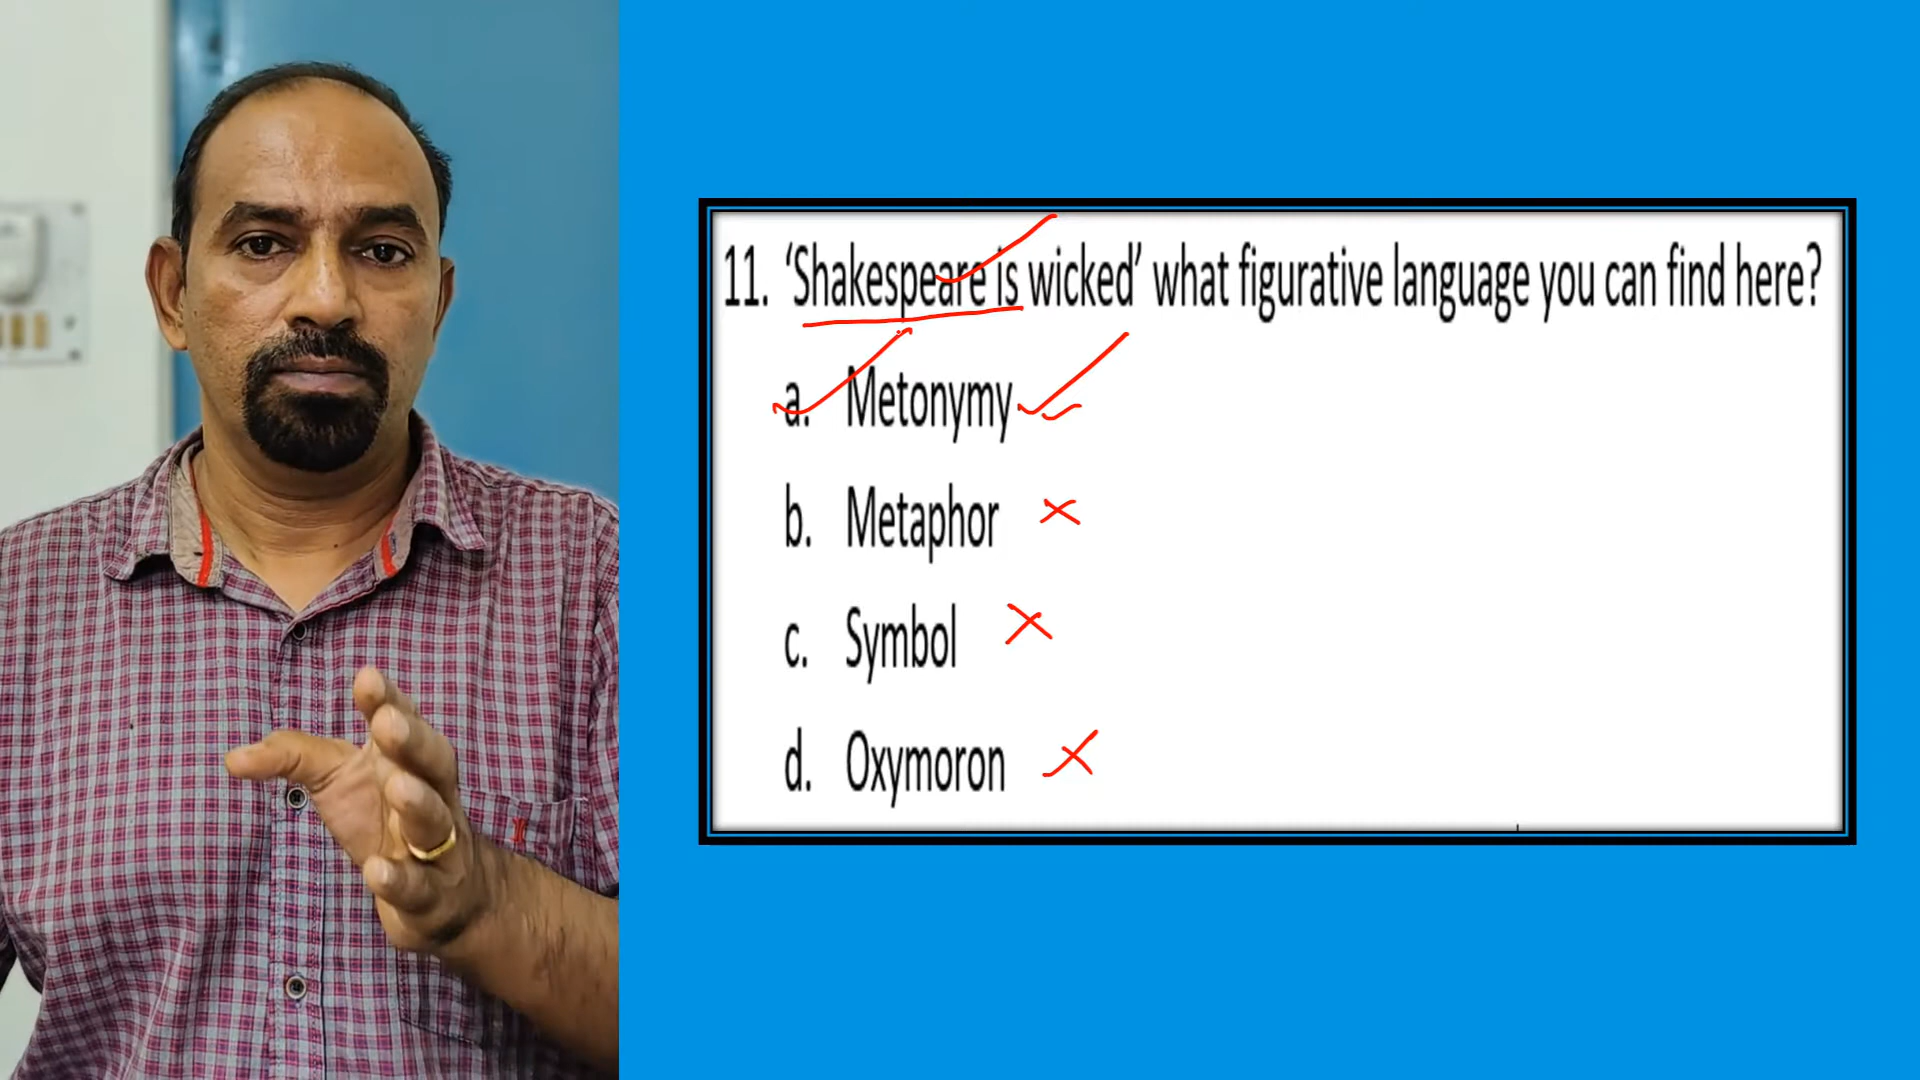 11. ‘Shakespeare is wicked’ what figurative language you can find here?
a. Metonymy
b. Metaphor
c. Symbol
d. Oxymoron